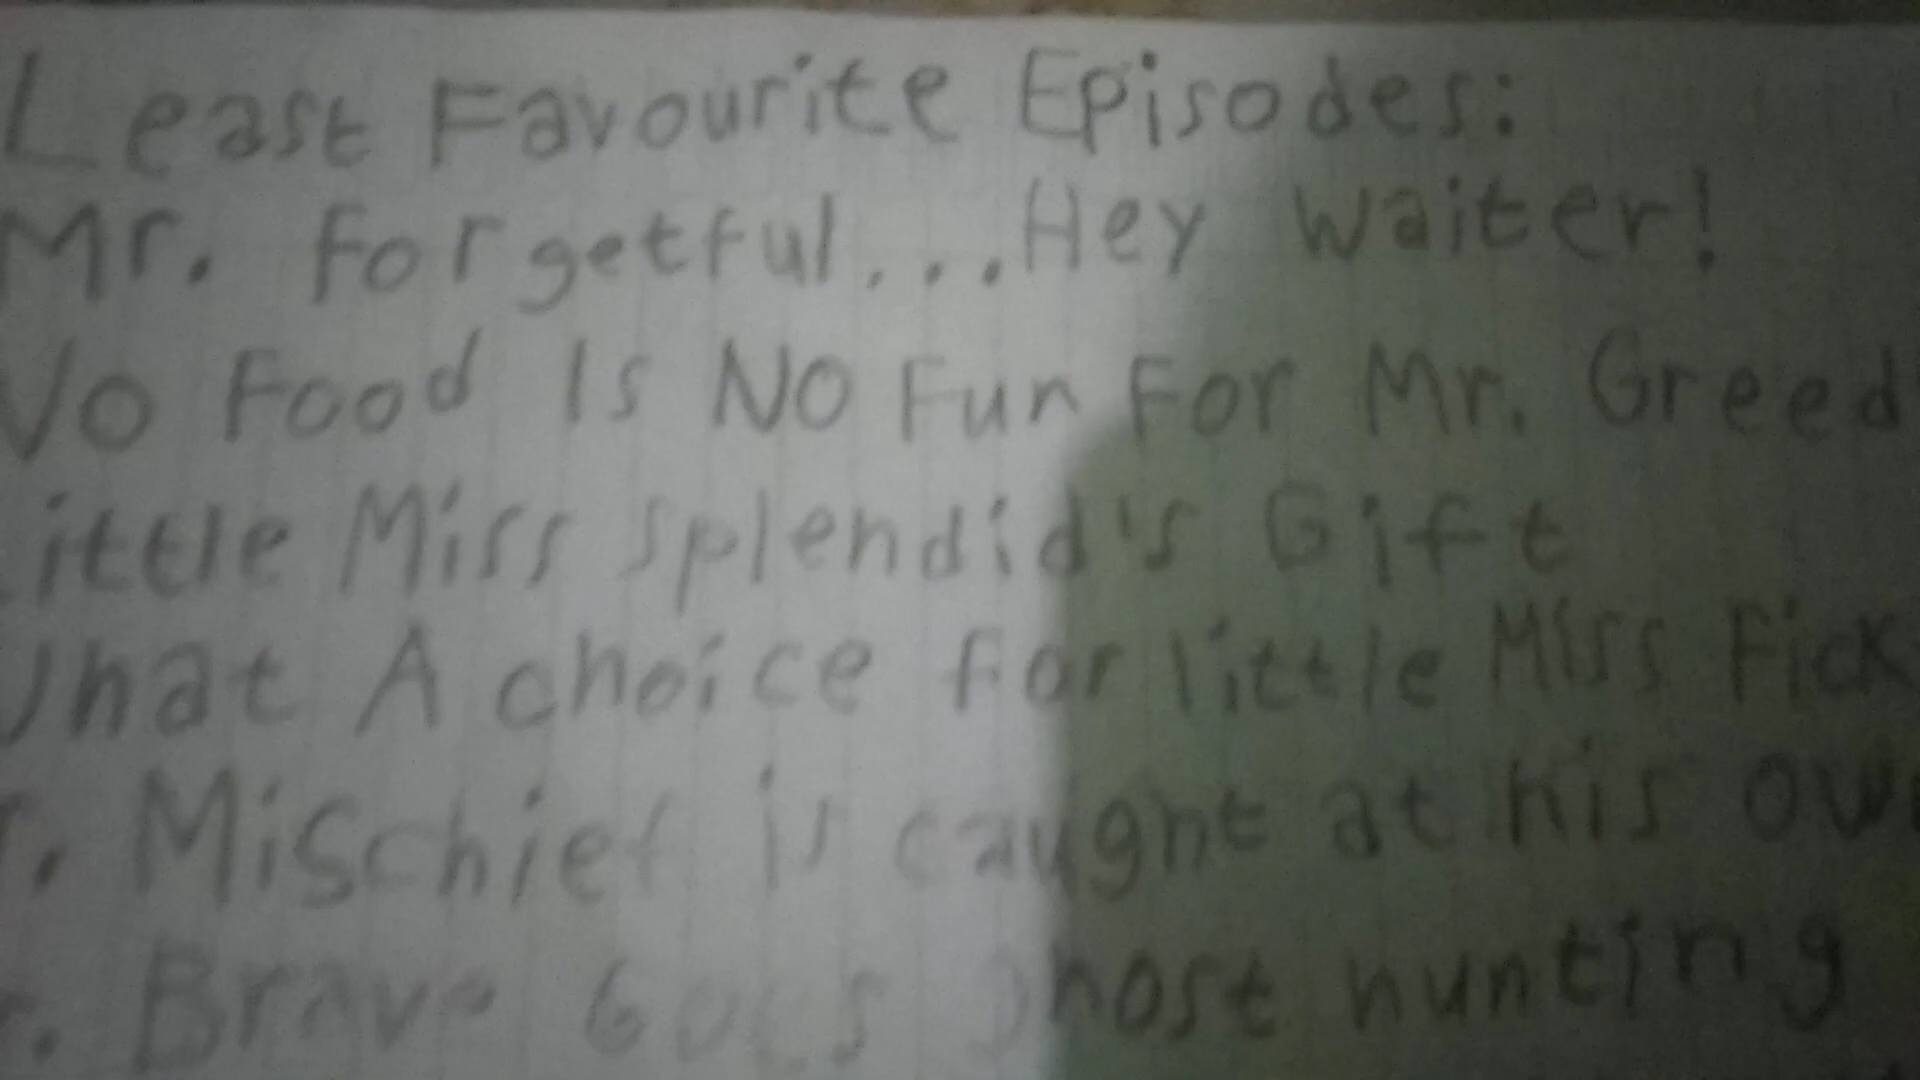 Least Favourite Episodes:
Mr. Forgetful...Hey Waiter!
No Food Is No Fun For Mr. Greed
Little Miss Splendid's Gift
What A choice for little Miss Fick
r. Mischief is caught at his ow
r. Brave Goes Ghost hunting